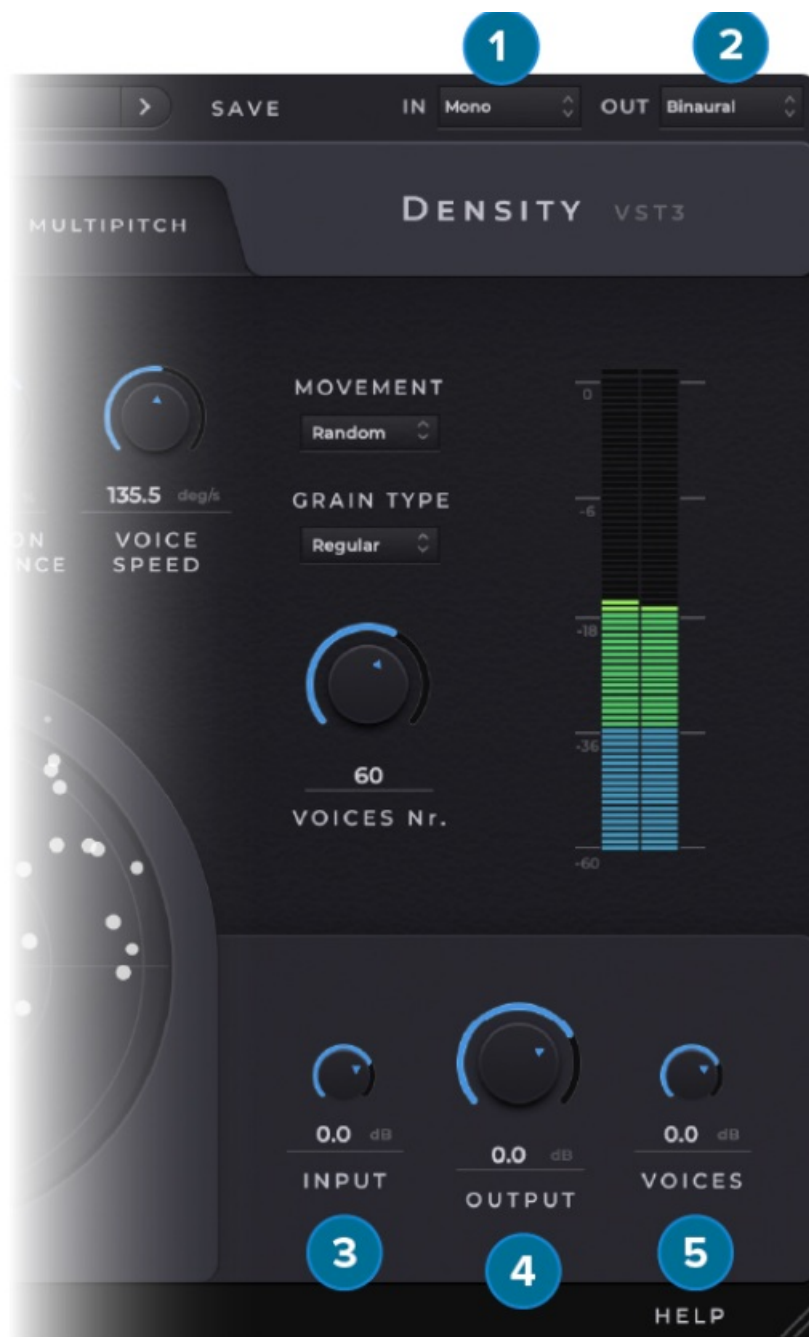 1 2
> SAVE IN Mono OUT Binaural
MULTIPITCH DENSITY VST3
MOVEMENT
Random
135.5 deg/s
VOICE
SPEED
GRAIN TYPE
Regular
60
VOICES Nr.
0
-6
-18
-36
-60
0.0 dB
INPUT
0.0 dB
OUTPUT
0.0 dB
VOICES
3 4 5
HELP